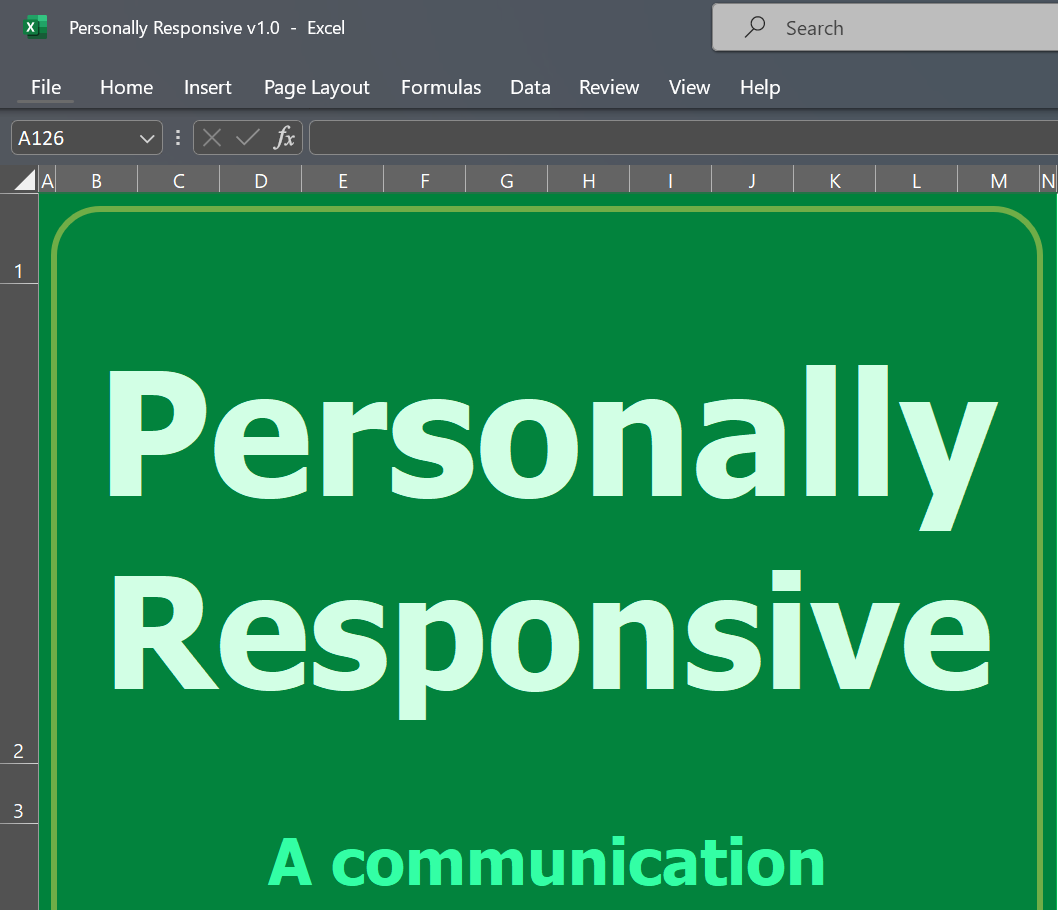 Personally Responsive v1.0 - Excel
Search
File Home Insert Page Layout Formulas Data Review View Help
A126 fx
A B C D E F G H I J K L M N
1
Personally
Responsive
2
3
A communication